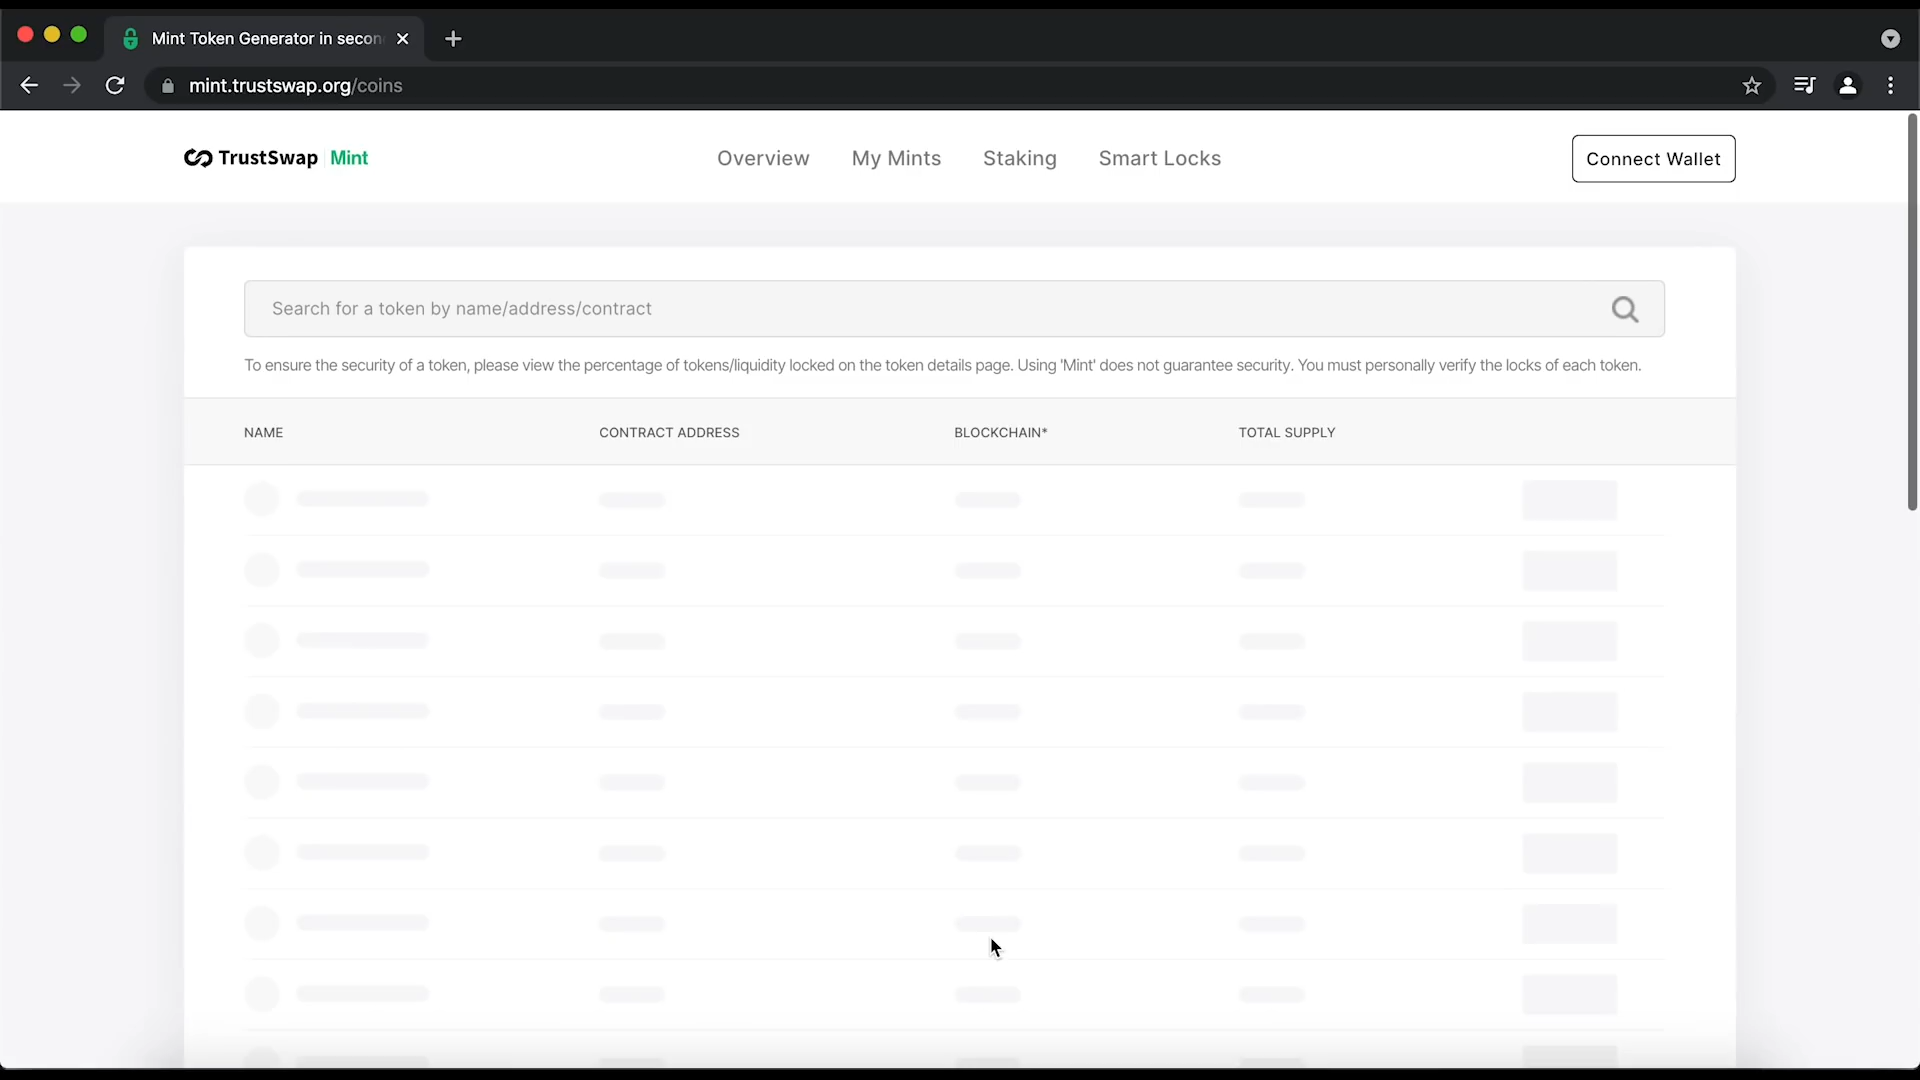 Mint Token Generator in secon
mint.trustswap.org/coins
TrustSwap | Mint
Overview
My Mints
Staking
Smart Locks
Connect Wallet
Search for a token by name/address/contract
To ensure the security of a token, please view the percentage of tokens/liquidity locked on the token details page. Using 'Mint' does not guarantee security. You must personally verify the locks of each token.
NAME
CONTRACT ADDRESS
BLOCKCHAIN*
TOTAL SUPPLY